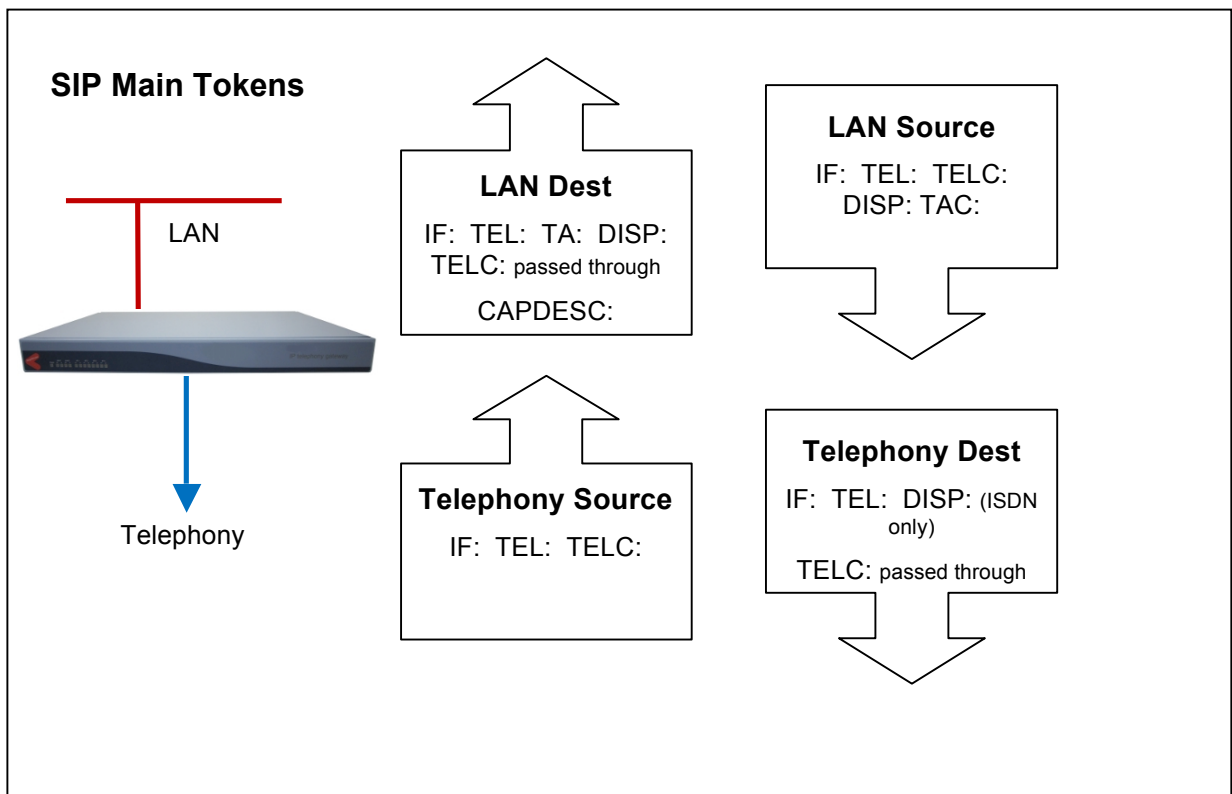 SIP Main Tokens
LAN
Telephony
LAN Dest
IF: TEL: TA: DISP:
TELC: passed through
CAPDESC:
Telephony Source
IF: TEL: TELC:
LAN Source
IF: TEL: TELC:
DISP: TAC:
Telephony Dest
IF: TEL: DISP: (ISDN
only)
TELC: passed through